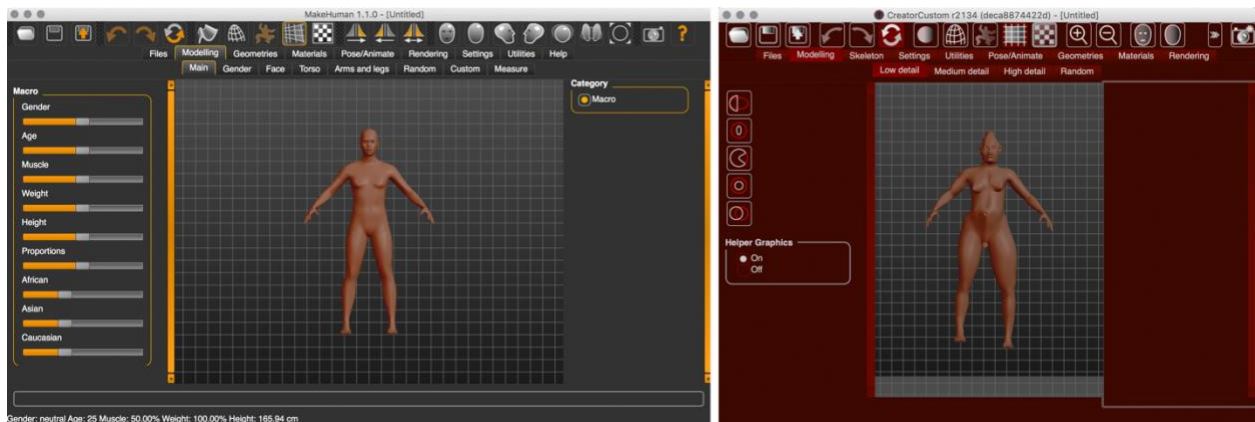 MakeHuman 1.1.0 - [Untitled]
Files Modelling Geometries Materials Pose/Animate Rendering Settings Utilities Help
Main Gender Face Torso Arms and legs Random Custom Measure
Macro
Gender
Age
Muscle
Weight
Height
Proportions
African
Asian
Caucasian
Category
Macro
Gender: neutral Age: 25 Muscle: 50.00% Weight: 100.00% Height: 165.94 cm
CreatorCustom r2134 (deca8874422d) - [Untitled]
Files Modelling Skeleton Settings Utilities Pose/Animate Geometries Materials Rendering
Low detail Medium detail High detail Random
Helper Graphics
On
Off